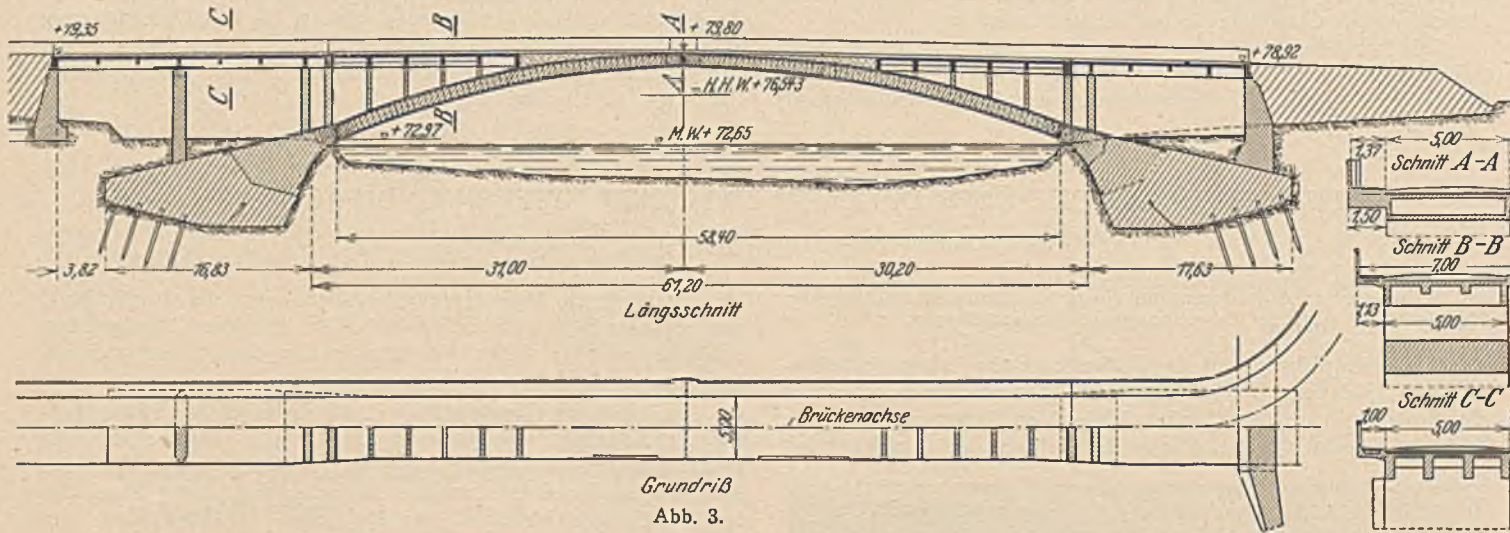 C
B
A
+79,35
+79,80
+78,92
C
A
H.H.W.+76,543
B
+72,97
M.W.+72,65
58,40
3,82
16,83
31,00
30,20
17,63
61,20
Längsschnitt
5,00
1,37
Schnitt A-A
1,50
Schnitt B-B
7,00
1,13
5,00
Schnitt C-C
1,00
5,00
Brückenachse
5,00
Grundriß
Abb. 3.